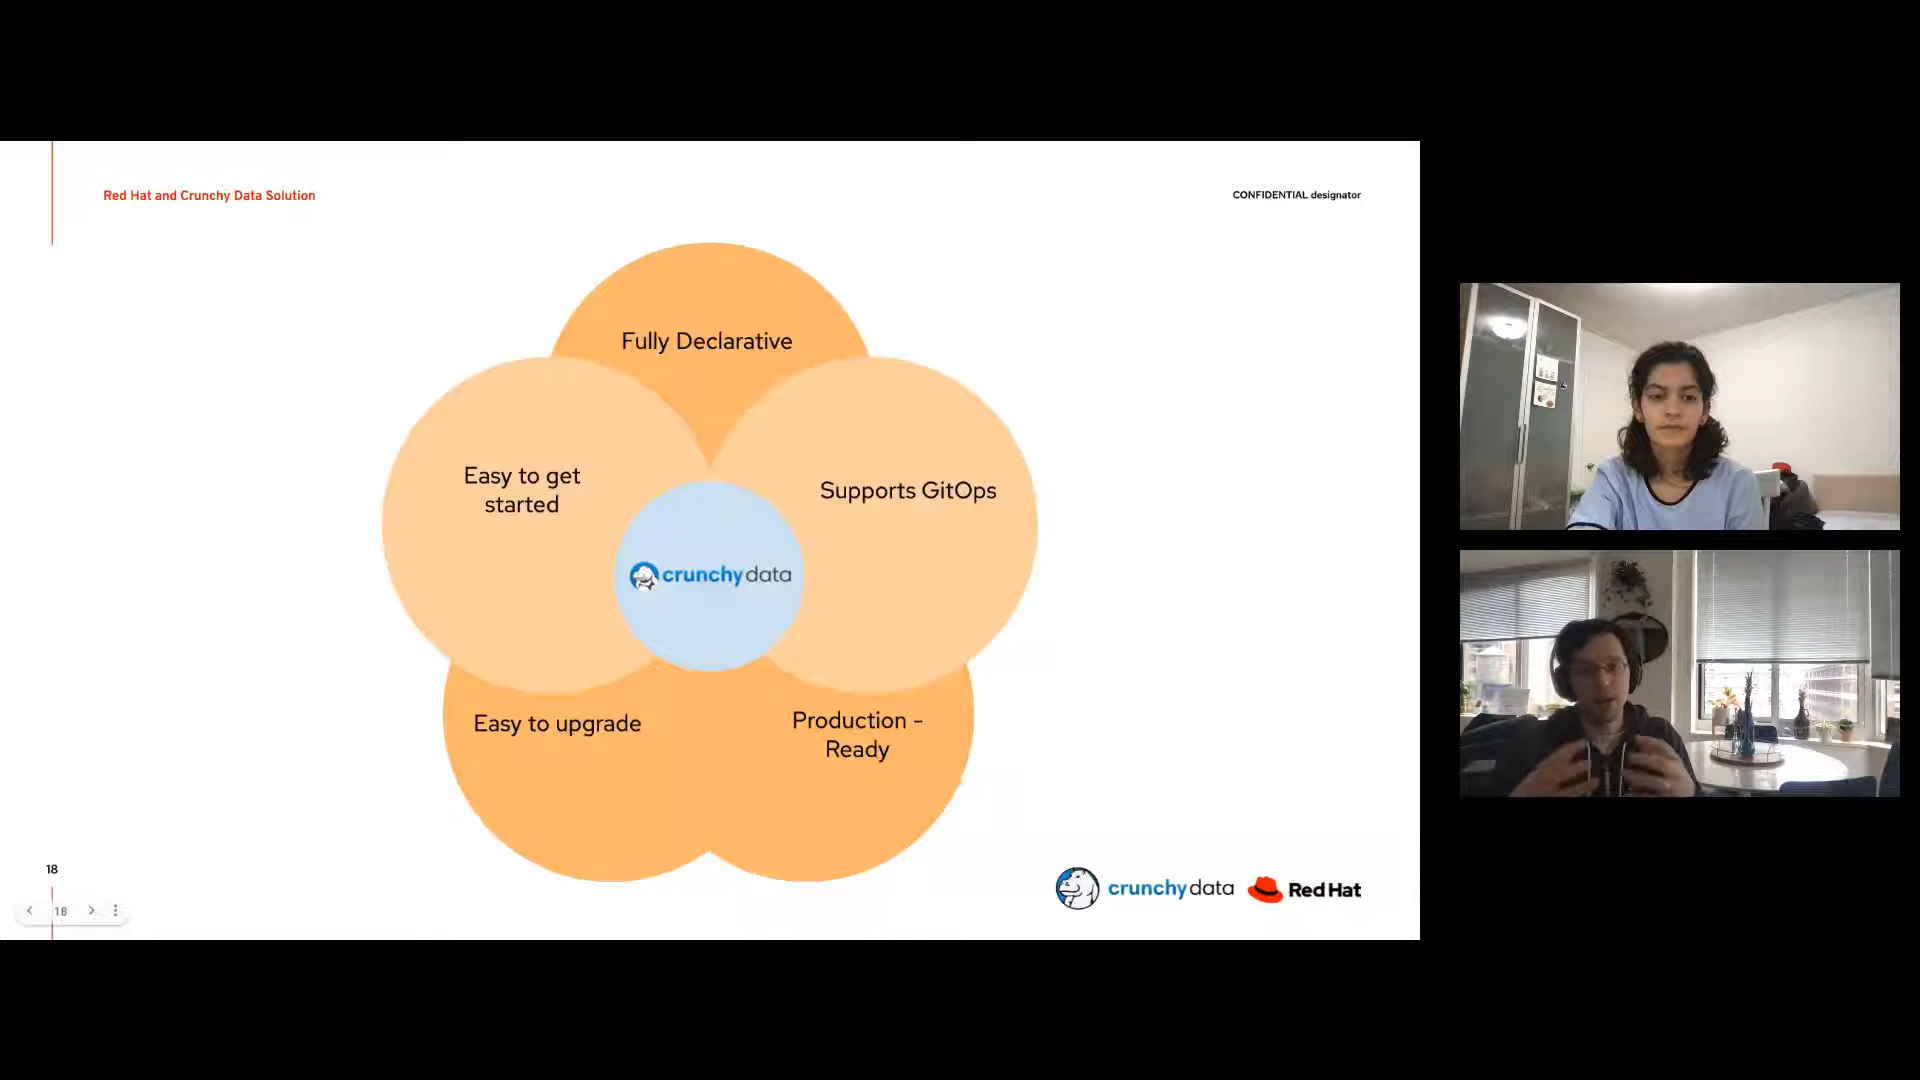 Red Hat and Crunchy Data Solution
CONFIDENTIAL designator
Fully Declarative
Easy to get
started
Supports GitOps
crunchydata
Easy to upgrade
Production -
Ready
18
18
crunchydata
Red Hat